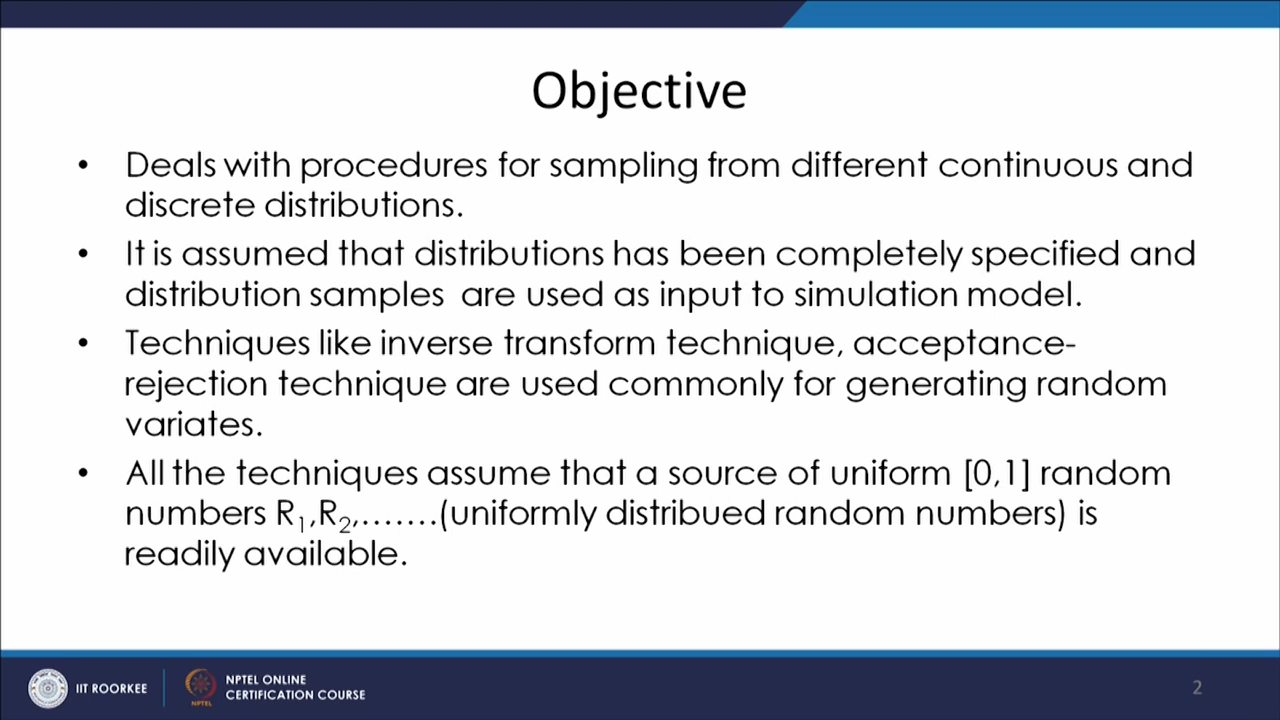 Objective
• Deals with procedures for sampling from different continuous and
discrete distributions.
• It is assumed that distributions has been completely specified and
distribution samples are used as input to simulation model.
• Techniques like inverse transform technique, acceptance-
rejection technique are used commonly for generating random
variates.
• All the techniques assume that a source of uniform [0,1] random
numbers R₁,R₂,.......(uniformly distribued random numbers) is
readily available.
IIT ROORKEE
NPTEL
NPTEL ONLINE
CERTIFICATION COURSE
2